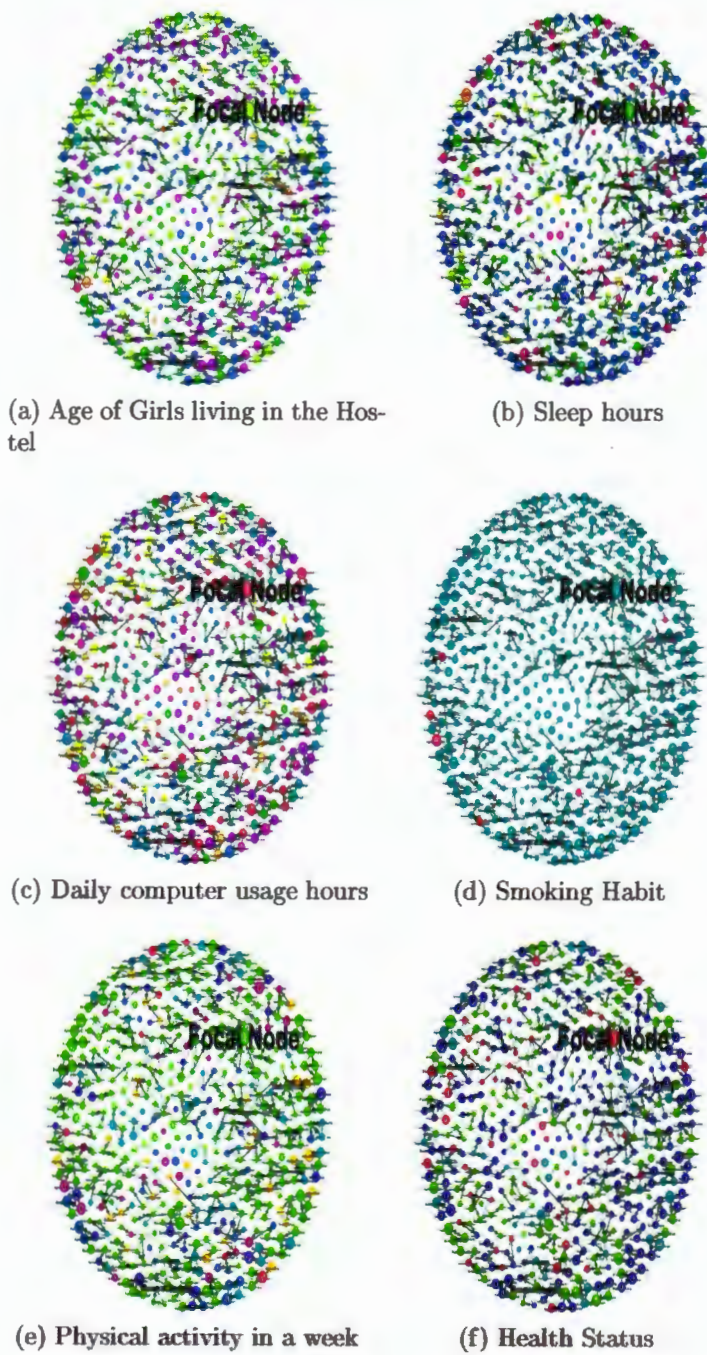 Focal Node
Focal Node
(a) Age of Girls living in the Hos-
tel
(b) Sleep hours
Focal Node
Focal Node
(c) Daily computer usage hours
(d) Smoking Habit
Focal Node
Focal Node
(e) Physical activity in a week
(f) Health Status